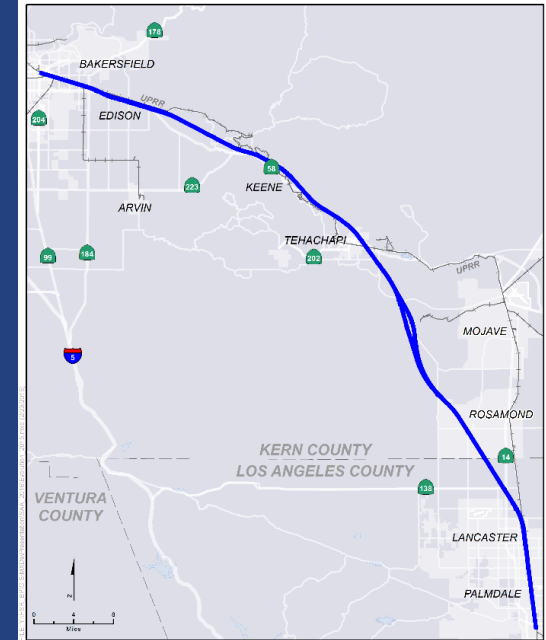 178
BAKERSFIELD
UPRR
EDISON
204
58
KEENE
223
ARVIN
TEHACHAPI
202
99
184
UPRR
MOJAVE
5
ROSAMOND
KERN COUNTY
14
LOS ANGELES COUNTY
138
VENTURA
COUNTY
LANCASTER
PALMDALE
N
0 4 8
Miles